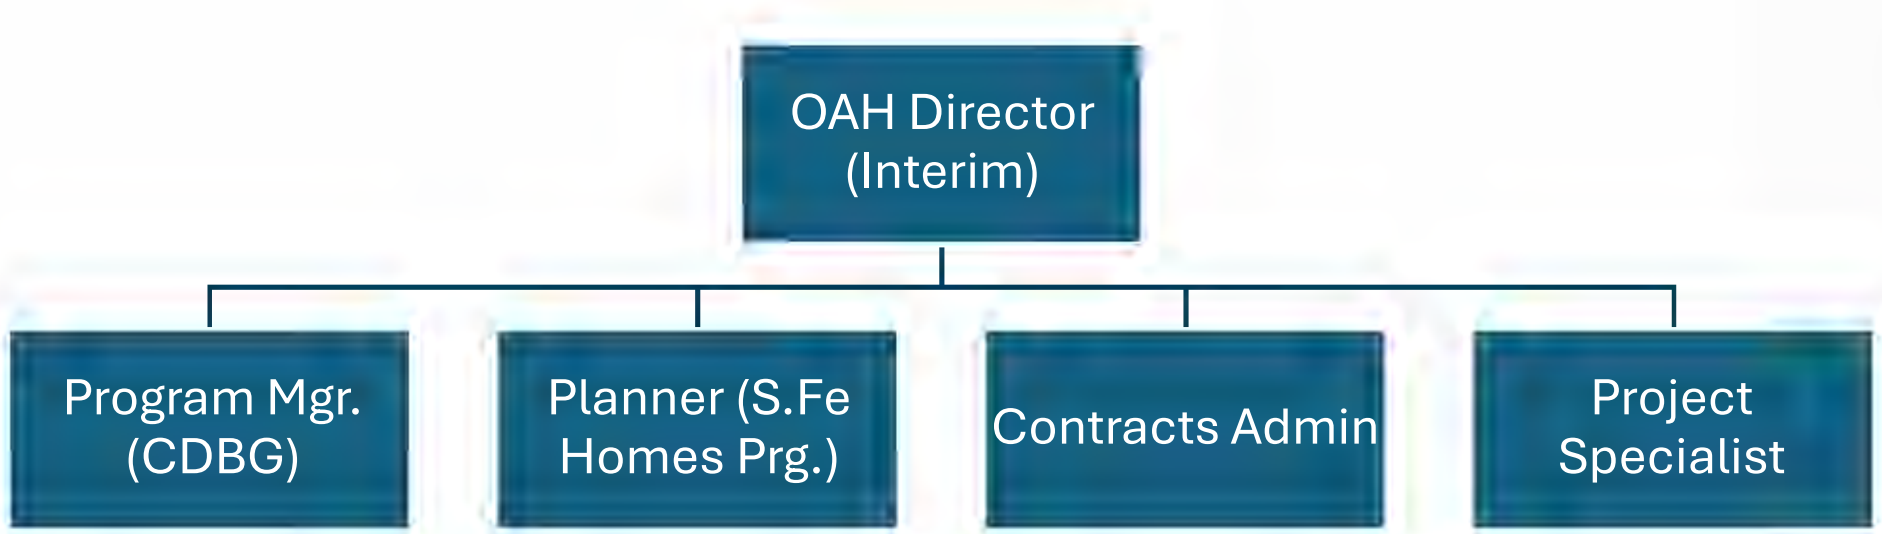 OAH Director
(Interim)
Program Mgr.
(CDBG)
Planner (S.Fe
Homes Prg.)
Contracts Admin
Project
Specialist